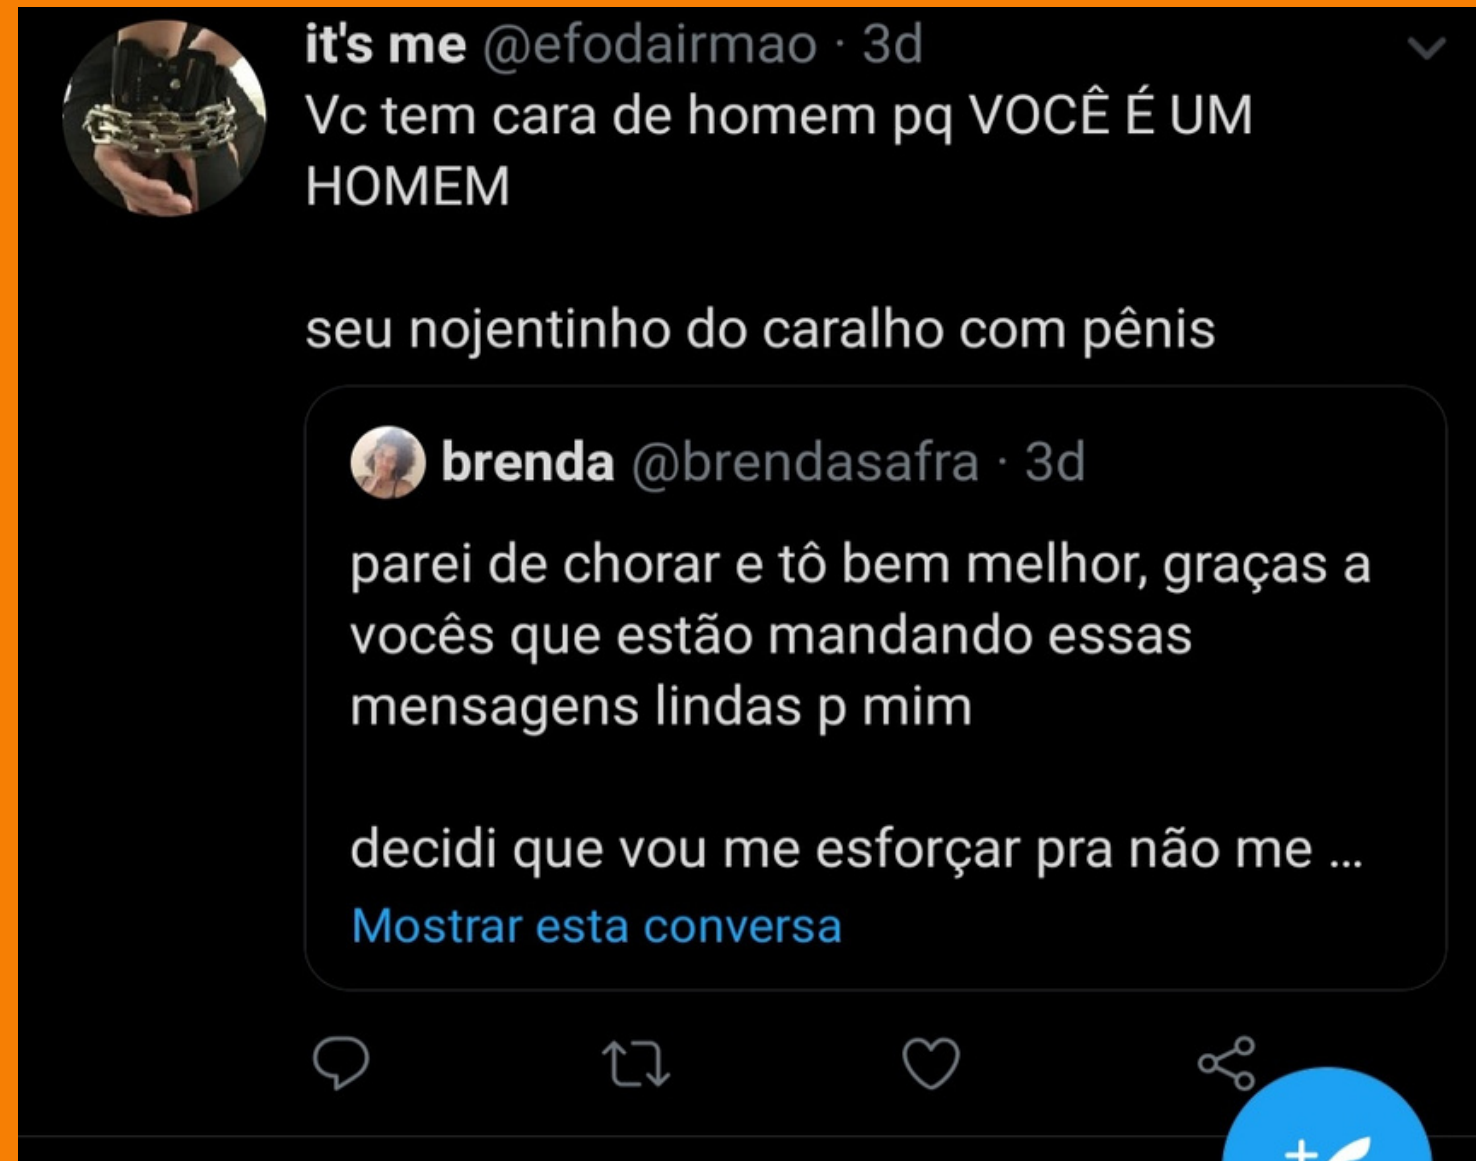 it's me @efodairmao · 3d
Vc tem cara de homem pq VOCÊ É UM
HOMEM
seu nojentinho do caralho com pênis
brenda @brendasafra · 3d
parei de chorar e tô bem melhor, graças a
vocês que estão mandando essas
mensagens lindas p mim
decidi que vou me esforçar pra não me ...
Mostrar esta conversa